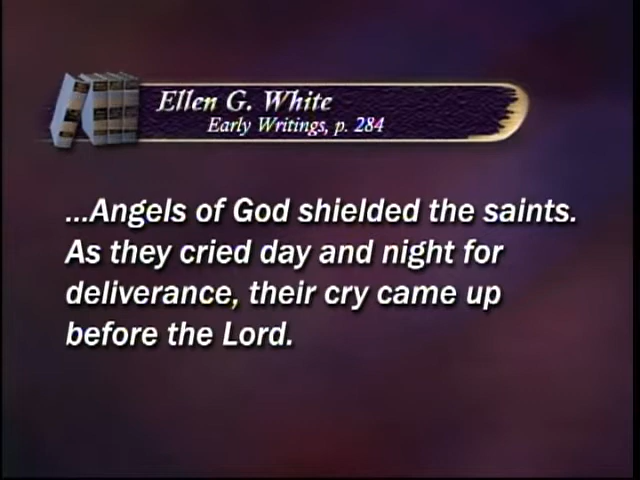 Ellen G. White
Early Writings, p. 284
...Angels of God shielded the saints.
As they cried day and night for
deliverance, their cry came up
before the Lord.